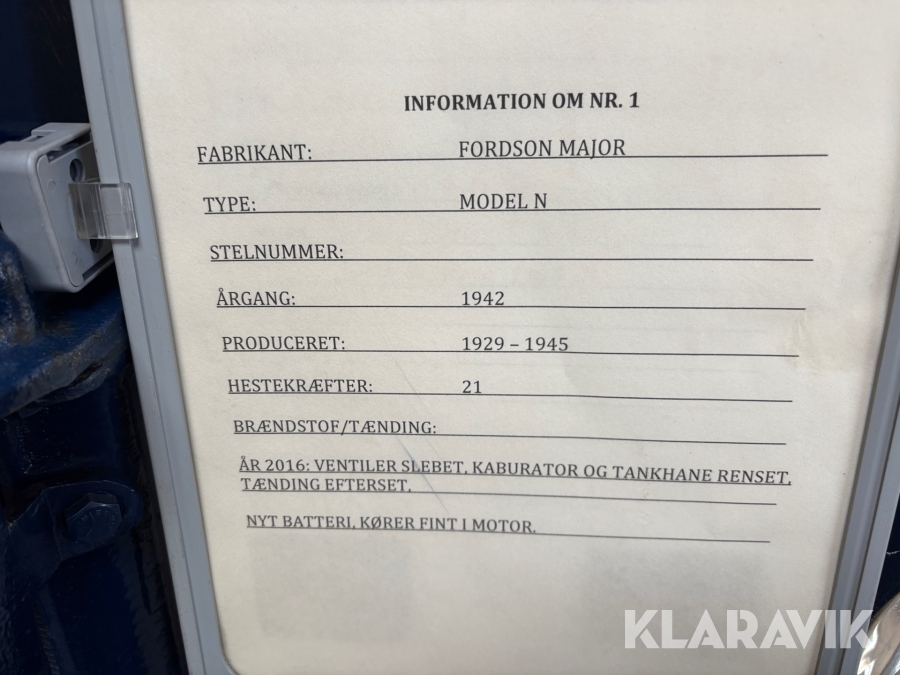 INFORMATION OM NR. 1
FABRIKANT: FORDSON MAJOR
TYPE: MODEL N
STELNUMMER:
ÅRGANG: 1942
PRODUCERET: 1929 – 1945
HESTEKRÆFTER: 21
BRÆNDSTOF/TÆNDING:
ÅR 2016: VENTILER SLEBET, KABURATOR OG TANKHANE RENSET,
TÆNDING EFTERSET,
NYT BATTERI, KØRER FINT I MOTOR.
KLARAVIK